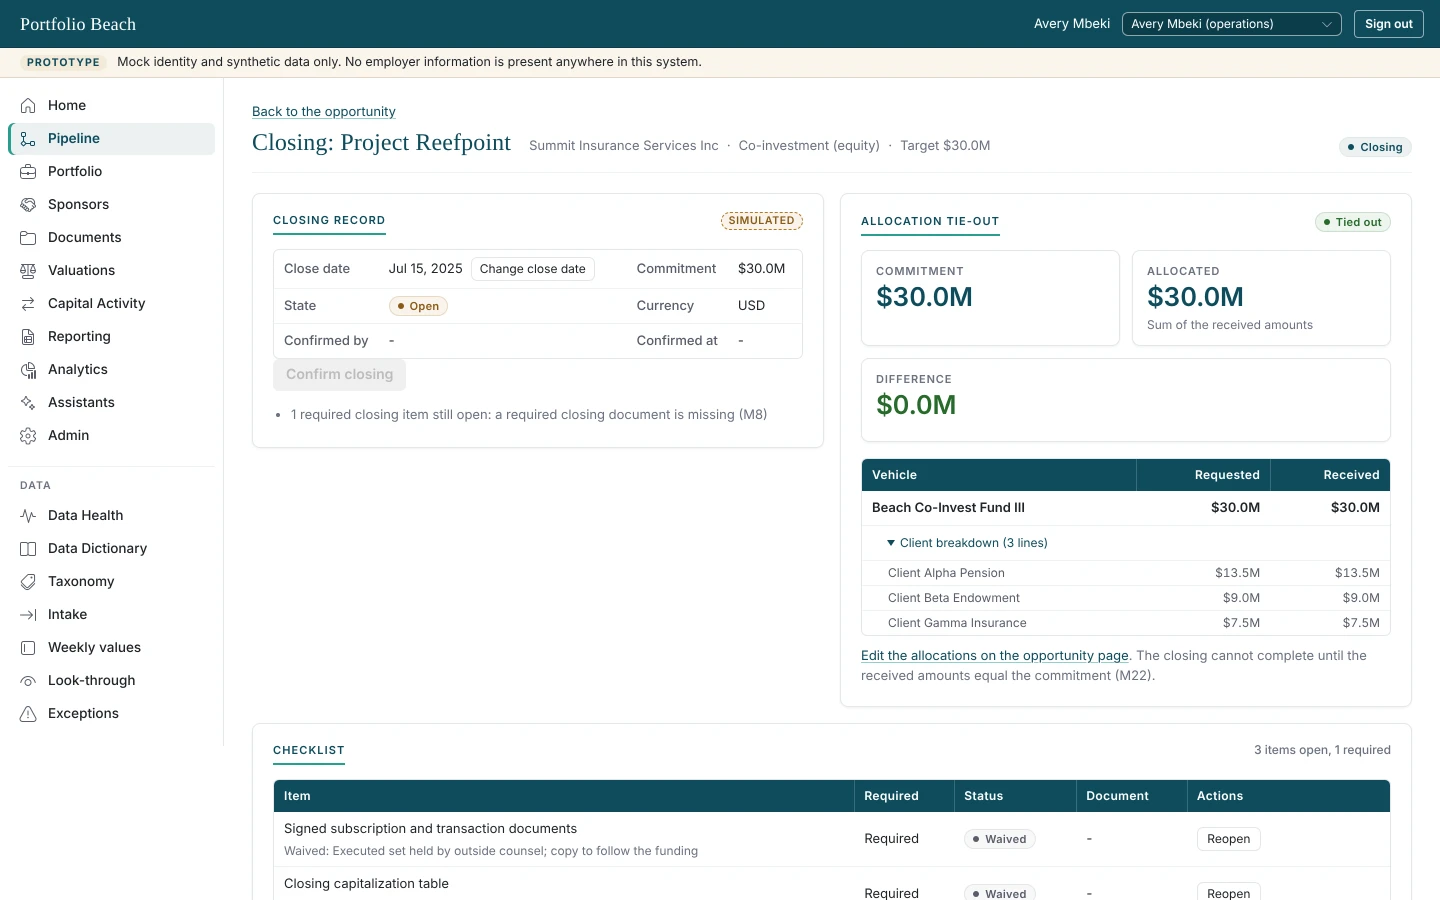 Portfolio Beach
Avery Mbeki
Avery Mbeki (operations)
Sign out
PROTOTYPE Mock identity and synthetic data only. No employer information is present anywhere in this system.
Home
Pipeline
Portfolio
Sponsors
Documents
Valuations
Capital Activity
Reporting
Analytics
Assistants
Admin
DATA
Data Health
Data Dictionary
Taxonomy
Intake
Weekly values
Look-through
Exceptions
Back to the opportunity
Closing: Project Reefpoint Summit Insurance Services Inc · Co-investment (equity) · Target $30.0M
Closing
CLOSING RECORD SIMULATED
Close date Jul 15, 2025 Change close date Commitment $30.0M
State Open Currency USD
Confirmed by - Confirmed at -
Confirm closing
• 1 required closing item still open: a required closing document is missing (M8)
ALLOCATION TIE-OUT Tied out
COMMITMENT
$30.0M
ALLOCATED
$30.0M
Sum of the received amounts
DIFFERENCE
$0.0M
Vehicle Requested Received
Beach Co-Invest Fund III $30.0M $30.0M
Client breakdown (3 lines)
Client Alpha Pension $13.5M $13.5M
Client Beta Endowment $9.0M $9.0M
Client Gamma Insurance $7.5M $7.5M
Edit the allocations on the opportunity page. The closing cannot complete until the
received amounts equal the commitment (M22).
CHECKLIST 3 items open, 1 required
Item Required Status Document Actions
Signed subscription and transaction documents Required Waived - Reopen
Waived: Executed set held by outside counsel; copy to follow the funding
Closing capitalization table Required Waived - Reopen